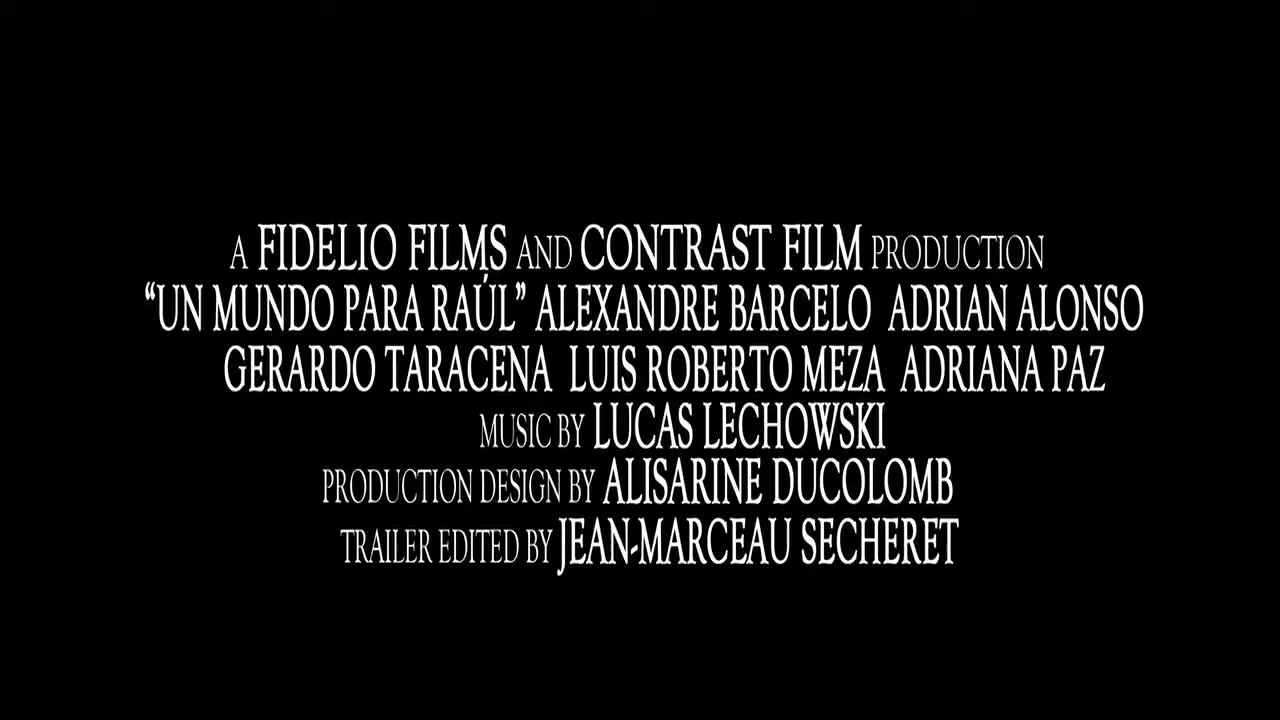 A FIDELIO FILMS AND CONTRAST FILM PRODUCTION
“UN MUNDO PARA RAÚL” ALEXANDRE BARCELO ADRIAN ALONSO
GERARDO TARACENA LUIS ROBERTO MEZA ADRIANA PAZ
MUSIC BY LUCAS LECHOWSKI
PRODUCTION DESIGN BY ALISARINE DUCOLOMB
TRAILER EDITED BY JEAN-MARCEAU SECHERET